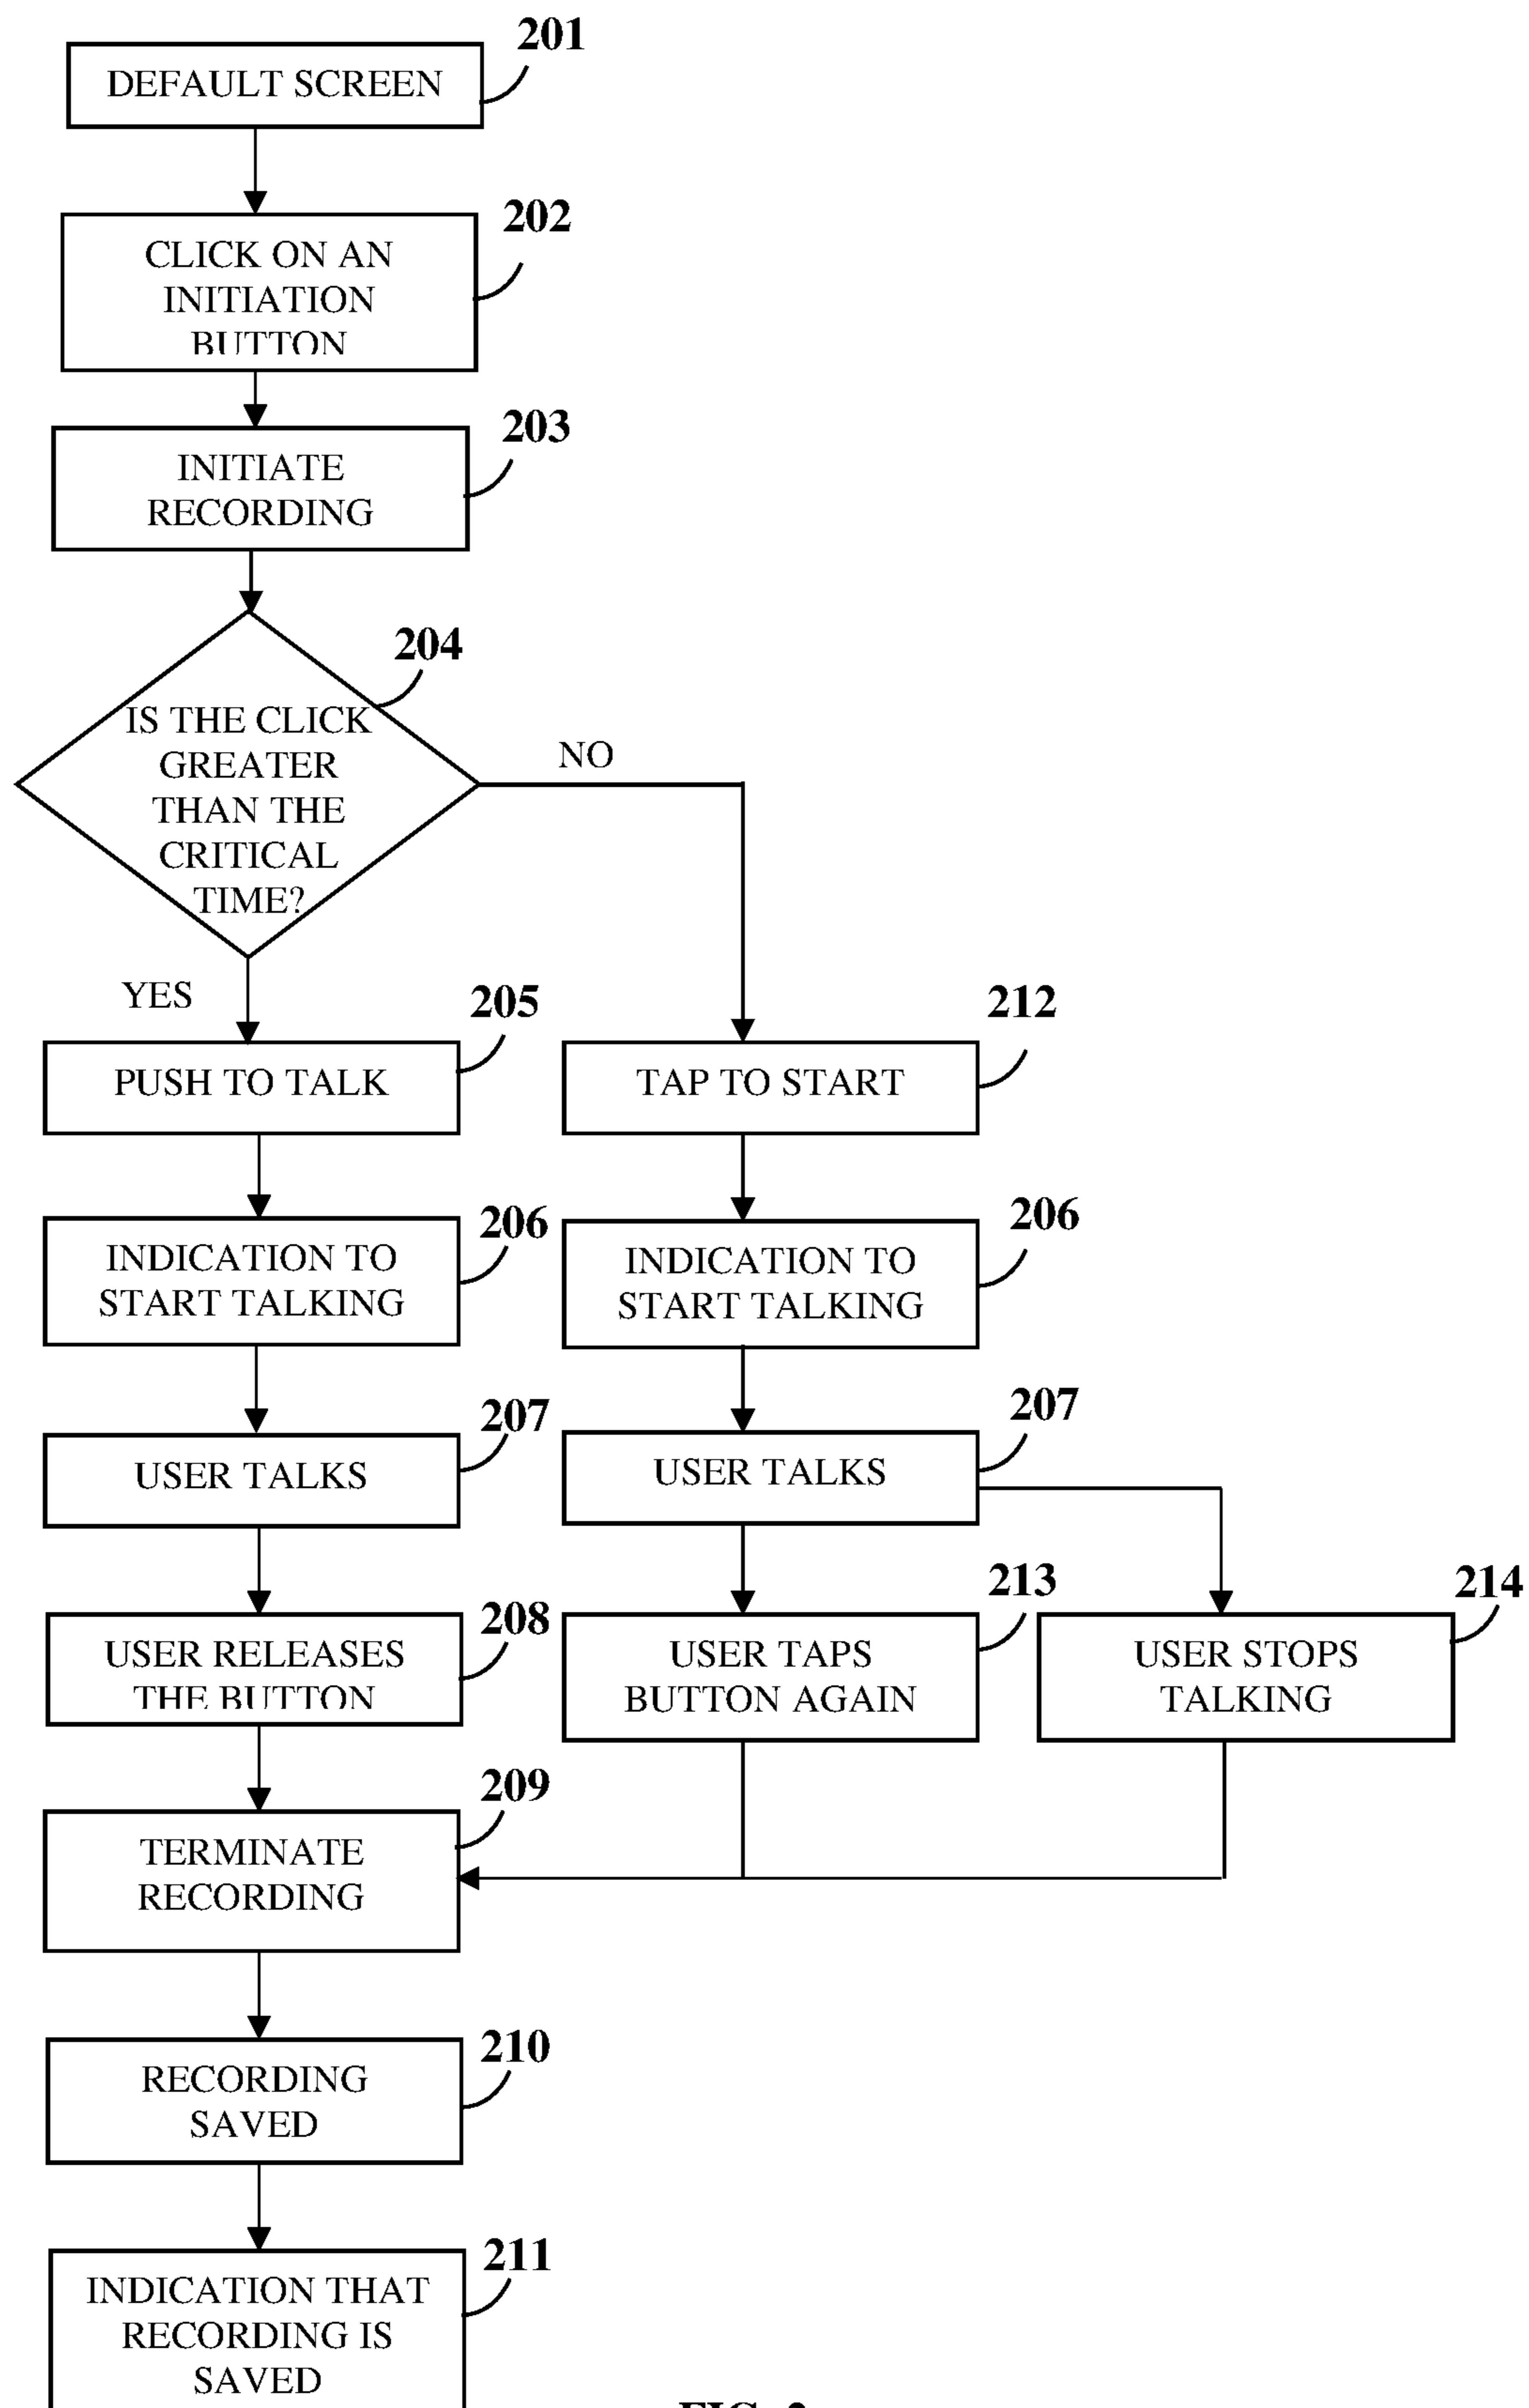 201
DEFAULT SCREEN
202
CLICK ON AN
INITIATION
BUTTON
203
INITIATE
RECORDING
204
IS THE CLICK
GREATER
THAN THE
CRITICAL
TIME?
NO
YES
205
PUSH TO TALK
212
TAP TO START
206
INDICATION TO
START TALKING
206
INDICATION TO
START TALKING
207
USER TALKS
207
USER TALKS
208
USER RELEASES
THE BUTTON
213
USER TAPS
BUTTON AGAIN
214
USER STOPS
TALKING
209
TERMINATE
RECORDING
210
RECORDING
SAVED
211
INDICATION THAT
RECORDING IS
SAVED